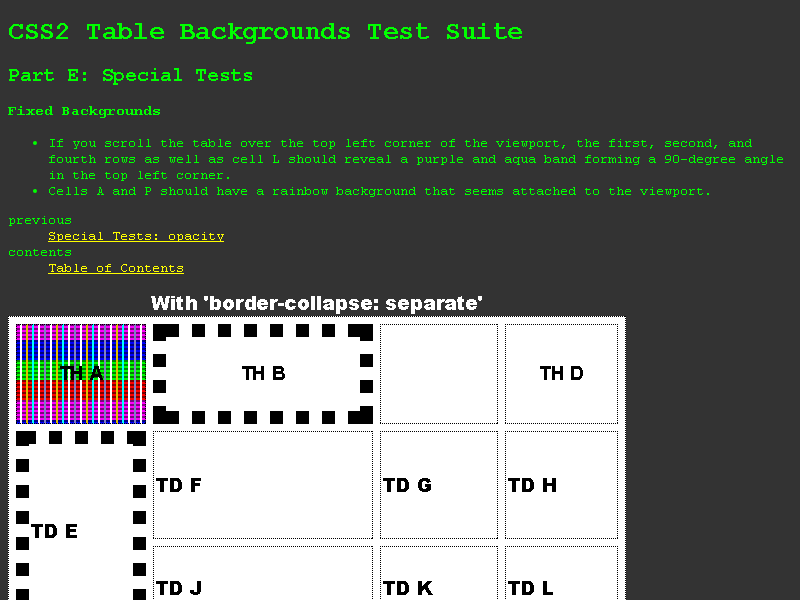 CSS2 Table Backgrounds Test Suite
Part E: Special Tests
Fixed Backgrounds
• If you scroll the table over the top left corner of the viewport, the first, second, and
fourth rows as well as cell L should reveal a purple and aqua band forming a 90-degree angle
in the top left corner.
• Cells A and P should have a rainbow background that seems attached to the viewport.
previous
Special Tests: opacity
contents
Table of Contents
With 'border-collapse: separate'
TH A TH B TH D
TD F TD G TD H
TD E
TD J TD K TD L